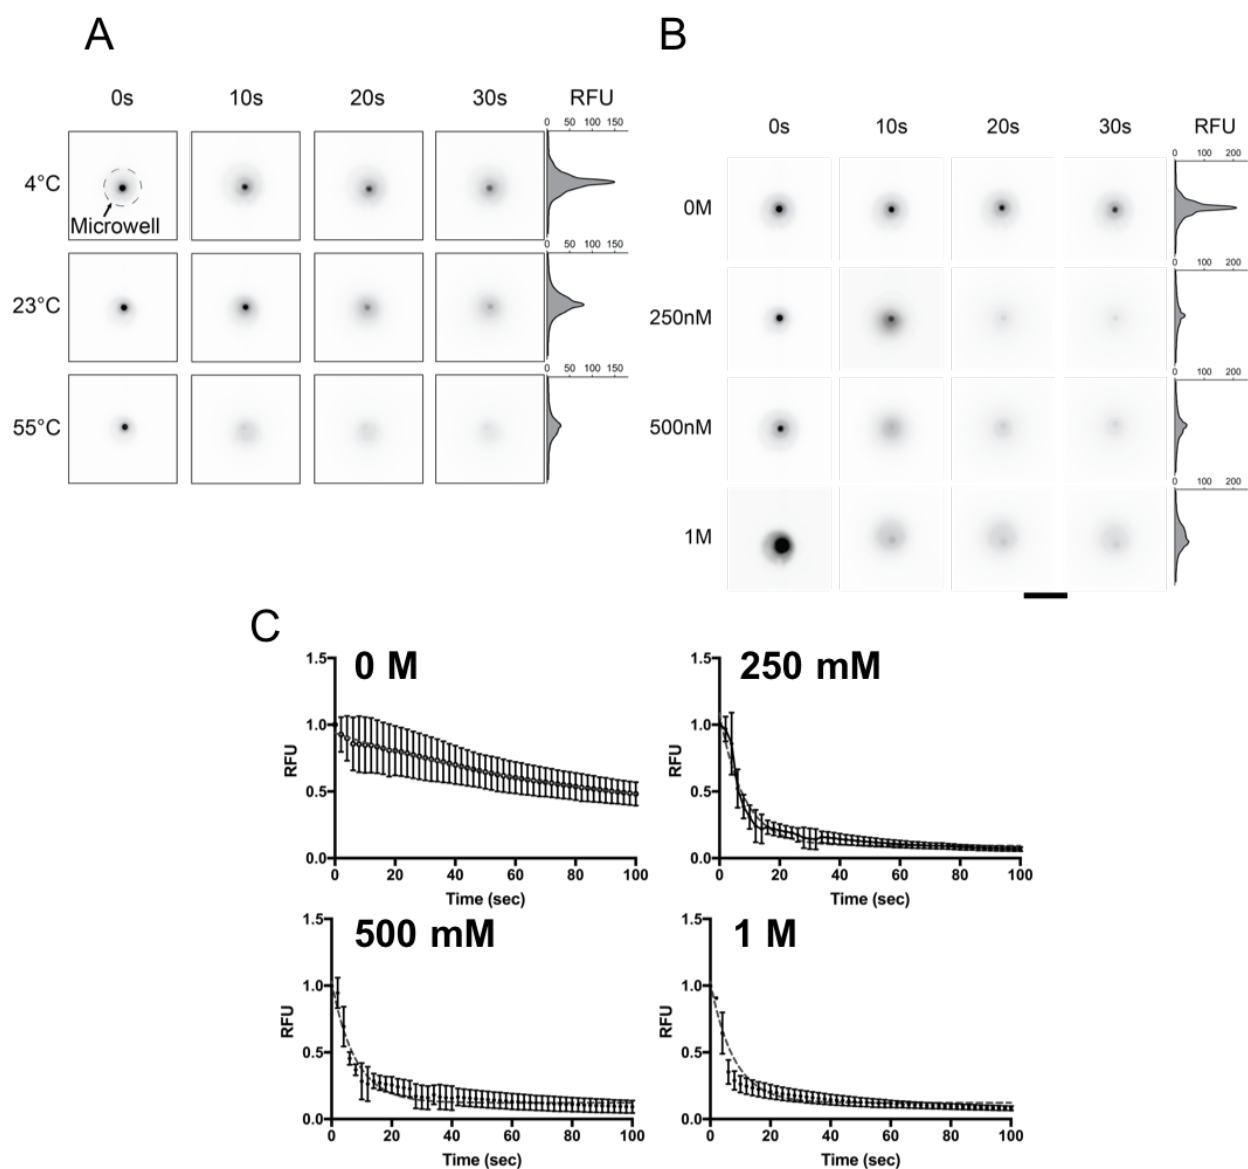 A
B
0s 10s 20s 30s RFU
0 50 100 150
4°C
Microwell
0 50 100 150
23°C
0 50 100 150
55°C
0s 10s 20s 30s RFU
0 100 200
0M
0 100 200
250nM
0 100 200
500nM
0 100 200
1M
C
0 M
1.5
1.0
0.5
0.0
RFU
0 20 40 60 80 100
Time (sec)
250 mM
1.5
1.0
0.5
0.0
RFU
0 20 40 60 80 100
Time (sec)
500 mM
1.5
1.0
0.5
0.0
RFU
0 20 40 60 80 100
Time (sec)
1 M
1.5
1.0
0.5
0.0
RFU
0 20 40 60 80 100
Time (sec)